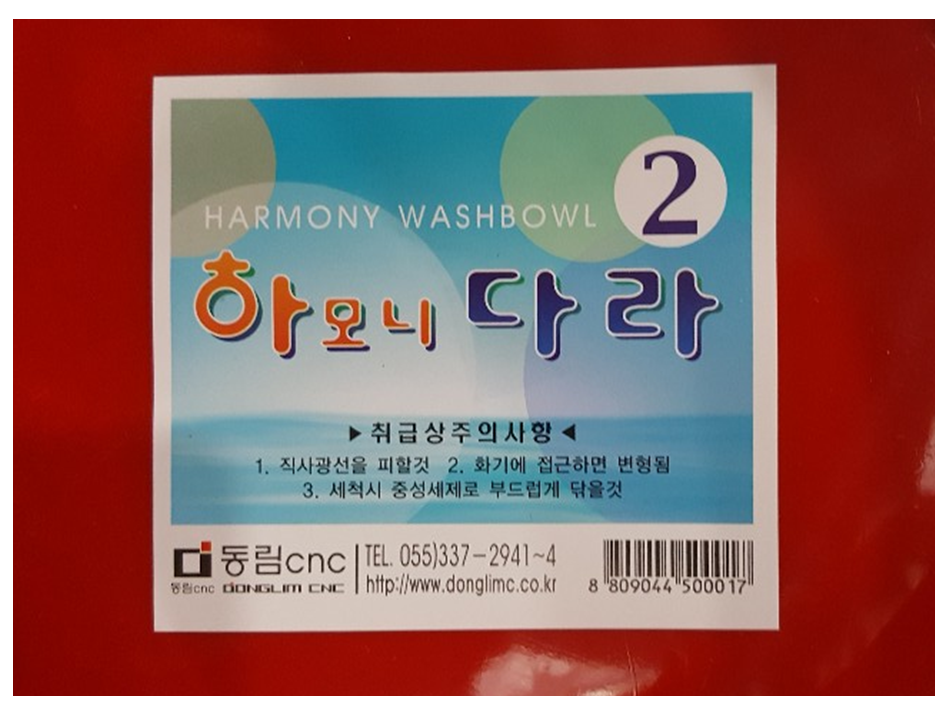 HARMONY WASHBOWL 2
하모니 다라
▶ 취급상주의사항 ◀
1. 직사광선을 피할것 2. 화기에 접근하면 변형됨
3. 세척시 중성세제로 부드럽게 닦을것
동림cnc TEL. 055)337-2941~4
동림cnc DONGLIM CNC http://www.donglimc.co.kr
8 809044 500017